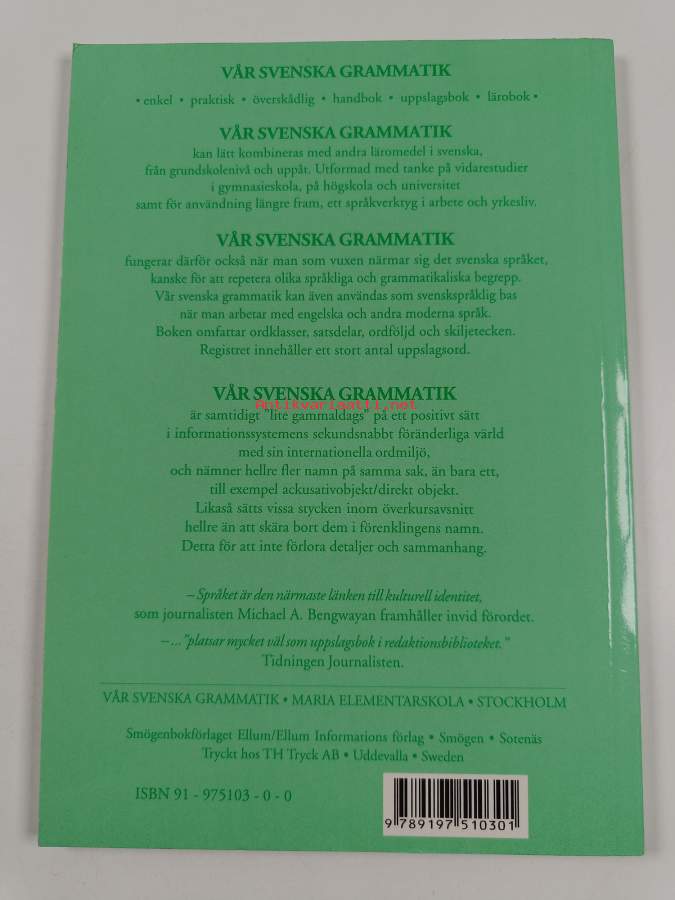 VÅR SVENSKA GRAMMATIK
• enkel • praktisk • överskådlig • handbok • uppslagsbok • lärobok •
VÅR SVENSKA GRAMMATIK
kan lätt kombineras med andra läromedel i svenska,
från grundskolenivå och uppåt. Utformad med tanke på vidarestudier
i gymnasieskola, på högskola och universitet
samt för användning längre fram, ett språkverktyg i arbete och yrkesliv.
VÅR SVENSKA GRAMMATIK
fungerar därför också när man som vuxen närmar sig det svenska språket,
kanske för att repetera olika språkliga och grammatikaliska begrepp.
Vår svenska grammatik kan även användas som svenskspråklig bas
när man arbetar med engelska och andra moderna språk.
Boken omfattar ordklasser, satsdelar, ordföljd och skiljetecken.
Registret innehåller ett stort antal uppslagsord.
VÅR SVENSKA GRAMMATIK
Antikvariaatti.net
är samtidigt "lite gammaldags" på ett positivt sätt
i informationssystemens sekundsnabbt föränderliga värld
med sin internationella ordmiljö,
och nämner hellre fler namn på samma sak, än bara ett,
till exempel ackusativobjekt/direkt objekt.
Likaså sätts vissa stycken inom överkursavsnitt
hellre än att skära bort dem i förenklingens namn.
Detta för att inte förlora detaljer och sammanhang.
– Språket är den närmaste länken till kulturell identitet,
som journalisten Michael A. Bengwayan framhåller invid förordet.
– ..."platsar mycket väl som uppslagsbok i redaktionsbiblioteket."
Tidningen Journalisten.
VÅR SVENSKA GRAMMATIK • MARIA ELEMENTARSKOLA • STOCKHOLM
Smögenbokförlaget Ellum/Ellum Informations förlag • Smögen • Sotenäs
Tryckt hos TH Tryck AB • Uddevalla • Sweden
ISBN 91 - 975103 - 0 - 0
9 789197 510301